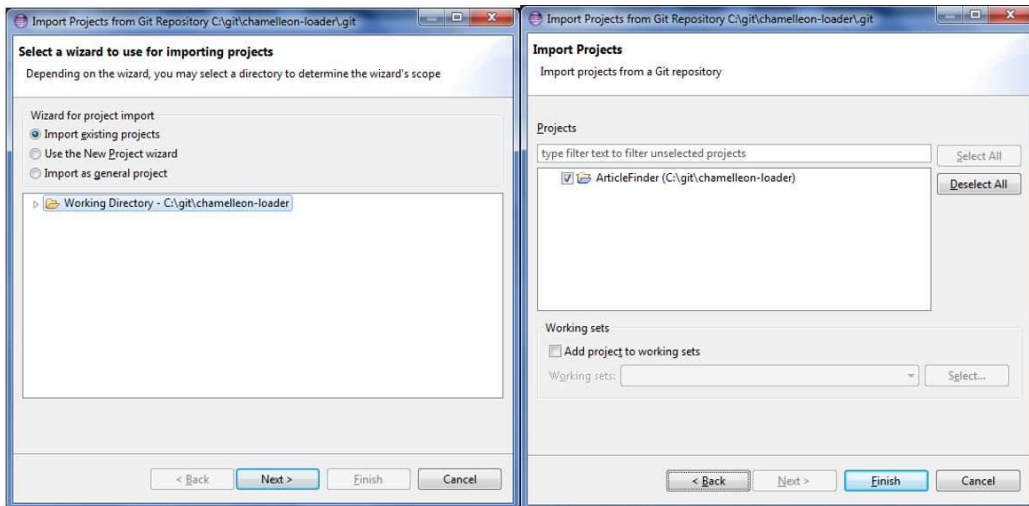 Import Projects from Git Repository C:\git\chamelleon-loader\.git
Select a wizard to use for importing projects
Depending on the wizard, you may select a directory to determine the wizard's scope
Wizard for project import
Import existing projects
Use the New Project wizard
Import as general project
Working Directory - C:\git\chamelleon-loader
< Back
Next >
Finish
Cancel
Import Projects from Git Repository C:\git\chamelleon-loader\.git
Import Projects
Import projects from a Git repository
Projects
type filter text to filter unselected projects
Select All
ArticleFinder (C:\git\chamelleon-loader)
Deselect All
Working sets
Add project to working sets
Working sets:
Select...
< Back
Next >
Finish
Cancel